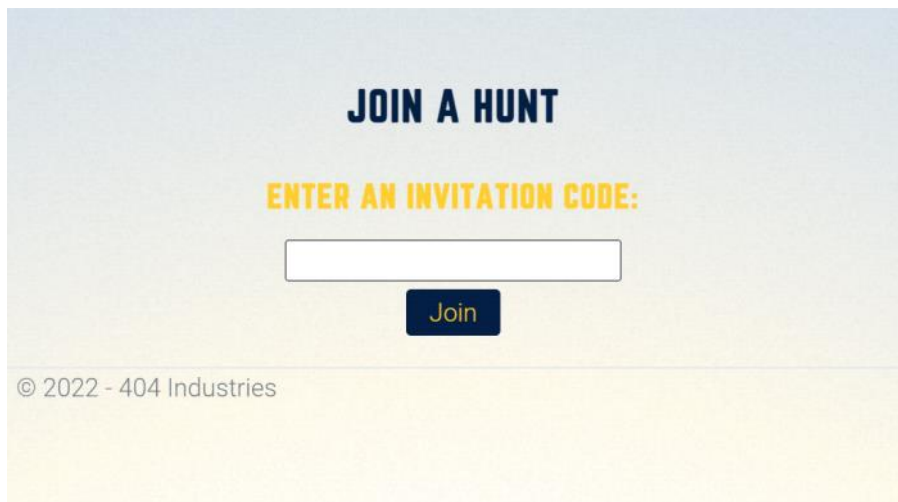 JOIN A HUNT
ENTER AN INVITATION CODE:
Join
© 2022 - 404 Industries